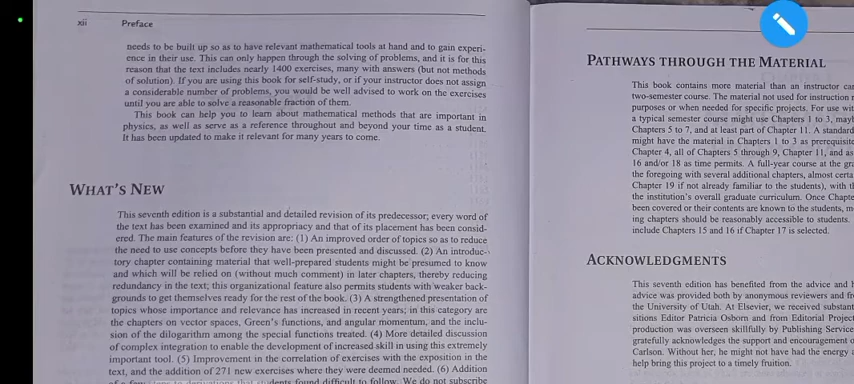 xii Preface
needs to be built up so as to have relevant mathematical tools at hand and to gain experi-
ence in their use. This can only happen through the solving of problems, and it is for this
reason that the text includes nearly 1400 exercises, many with answers (but not methods
of solution). If you are using this book for self-study, or if your instructor does not assign
a considerable number of problems, you would be well advised to work on the exercises
until you are able to solve a reasonable fraction of them.
This book can help you to learn about mathematical methods that are important in
physics, as well as serve as a reference throughout and beyond your time as a student.
It has been updated to make it relevant for many years to come.
WHAT'S NEW
This seventh edition is a substantial and detailed revision of its predecessor; every word of
the text has been examined and its appropriacy and that of its placement has been consid-
ered. The main features of the revision are: (1) An improved order of topics so as to reduce
the need to use concepts before they have been presented and discussed. (2) An introduc-
tory chapter containing material that well-prepared students might be presumed to know
and which will be relied on (without much comment) in later chapters, thereby reducing
redundancy in the text; this organizational feature also permits students with weaker back-
grounds to get themselves ready for the rest of the book. (3) A strengthened presentation of
topics whose importance and relevance has increased in recent years; in this category are
the chapters on vector spaces, Green's functions, and angular momentum, and the inclu-
sion of the dilogarithm among the special functions treated. (4) More detailed discussion
of complex integration to enable the development of increased skill in using this extremely
important tool. (5) Improvement in the correlation of exercises with the exposition in the
text, and the addition of 271 new exercises where they were deemed needed. (6) Addition
students found difficult to follow. We do not subscribe
PATHWAYS THROUGH THE MATERIAL
This book contains more material than an instructor can
two-semester course. The material not used for instruction
purposes or when needed for specific projects. For use wi
a typical semester course might use Chapters 1 to 3, mayb
Chapters 5 to 7, and at least part of Chapter 11. A standard
might have the material in Chapters 1 to 3 as prerequisite
Chapter 4, all of Chapters 5 through 9, Chapter 11, and as
16 and/or 18 as time permits. A full-year course at the gra
the foregoing with several additional chapters, almost certa
Chapter 19 if not already familiar to the students), with th
the institution's overall graduate curriculum. Once Chapte
been covered or their contents are known to the students, m
ing chapters should be reasonably accessible to students.
include Chapters 15 and 16 if Chapter 17 is selected.
ACKNOWLEDGMENTS
This seventh edition has benefited from the advice and h
advice was provided both by anonymous reviewers and fr
the University of Utah. At Elsevier, we received substant
sitions Editor Patricia Osborn and from Editorial Project
production was overseen skillfully by Publishing Service
gratefully acknowledges the support and encouragement o
Carlson. Without her, he might not have had the energy a
help bring this project to a timely fruition.